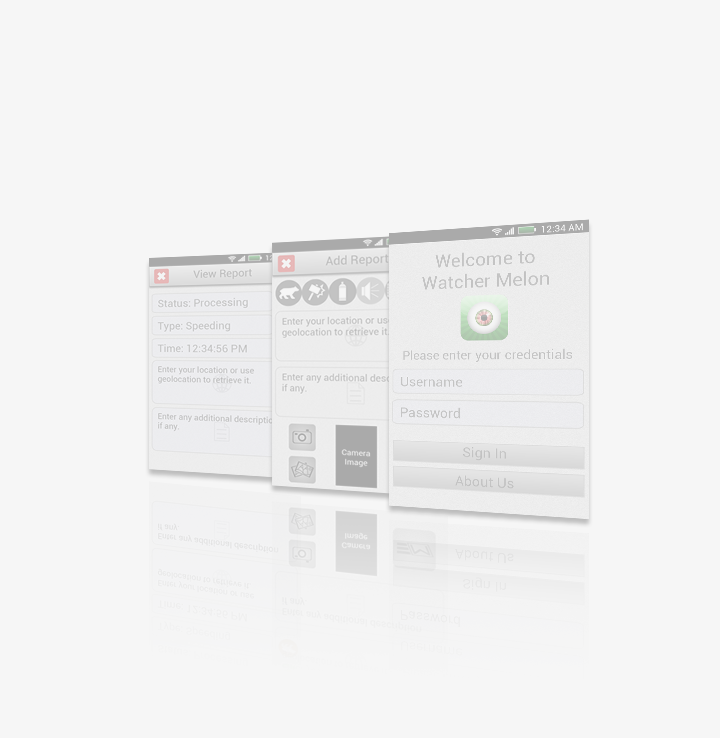 View Report
Status: Processing
Type: Speeding
Time: 12:34:56 PM
Enter your location or use
geolocation to retrieve it.
Enter any additional
if any.
Add Report
Enter your location or
geolocation to retrieve it.
Enter any additional
if any.
Camera
Image
12:34 AM
Welcome to
Watcher Melon
Please enter your credentials
Username
Password
Sign In
About Us